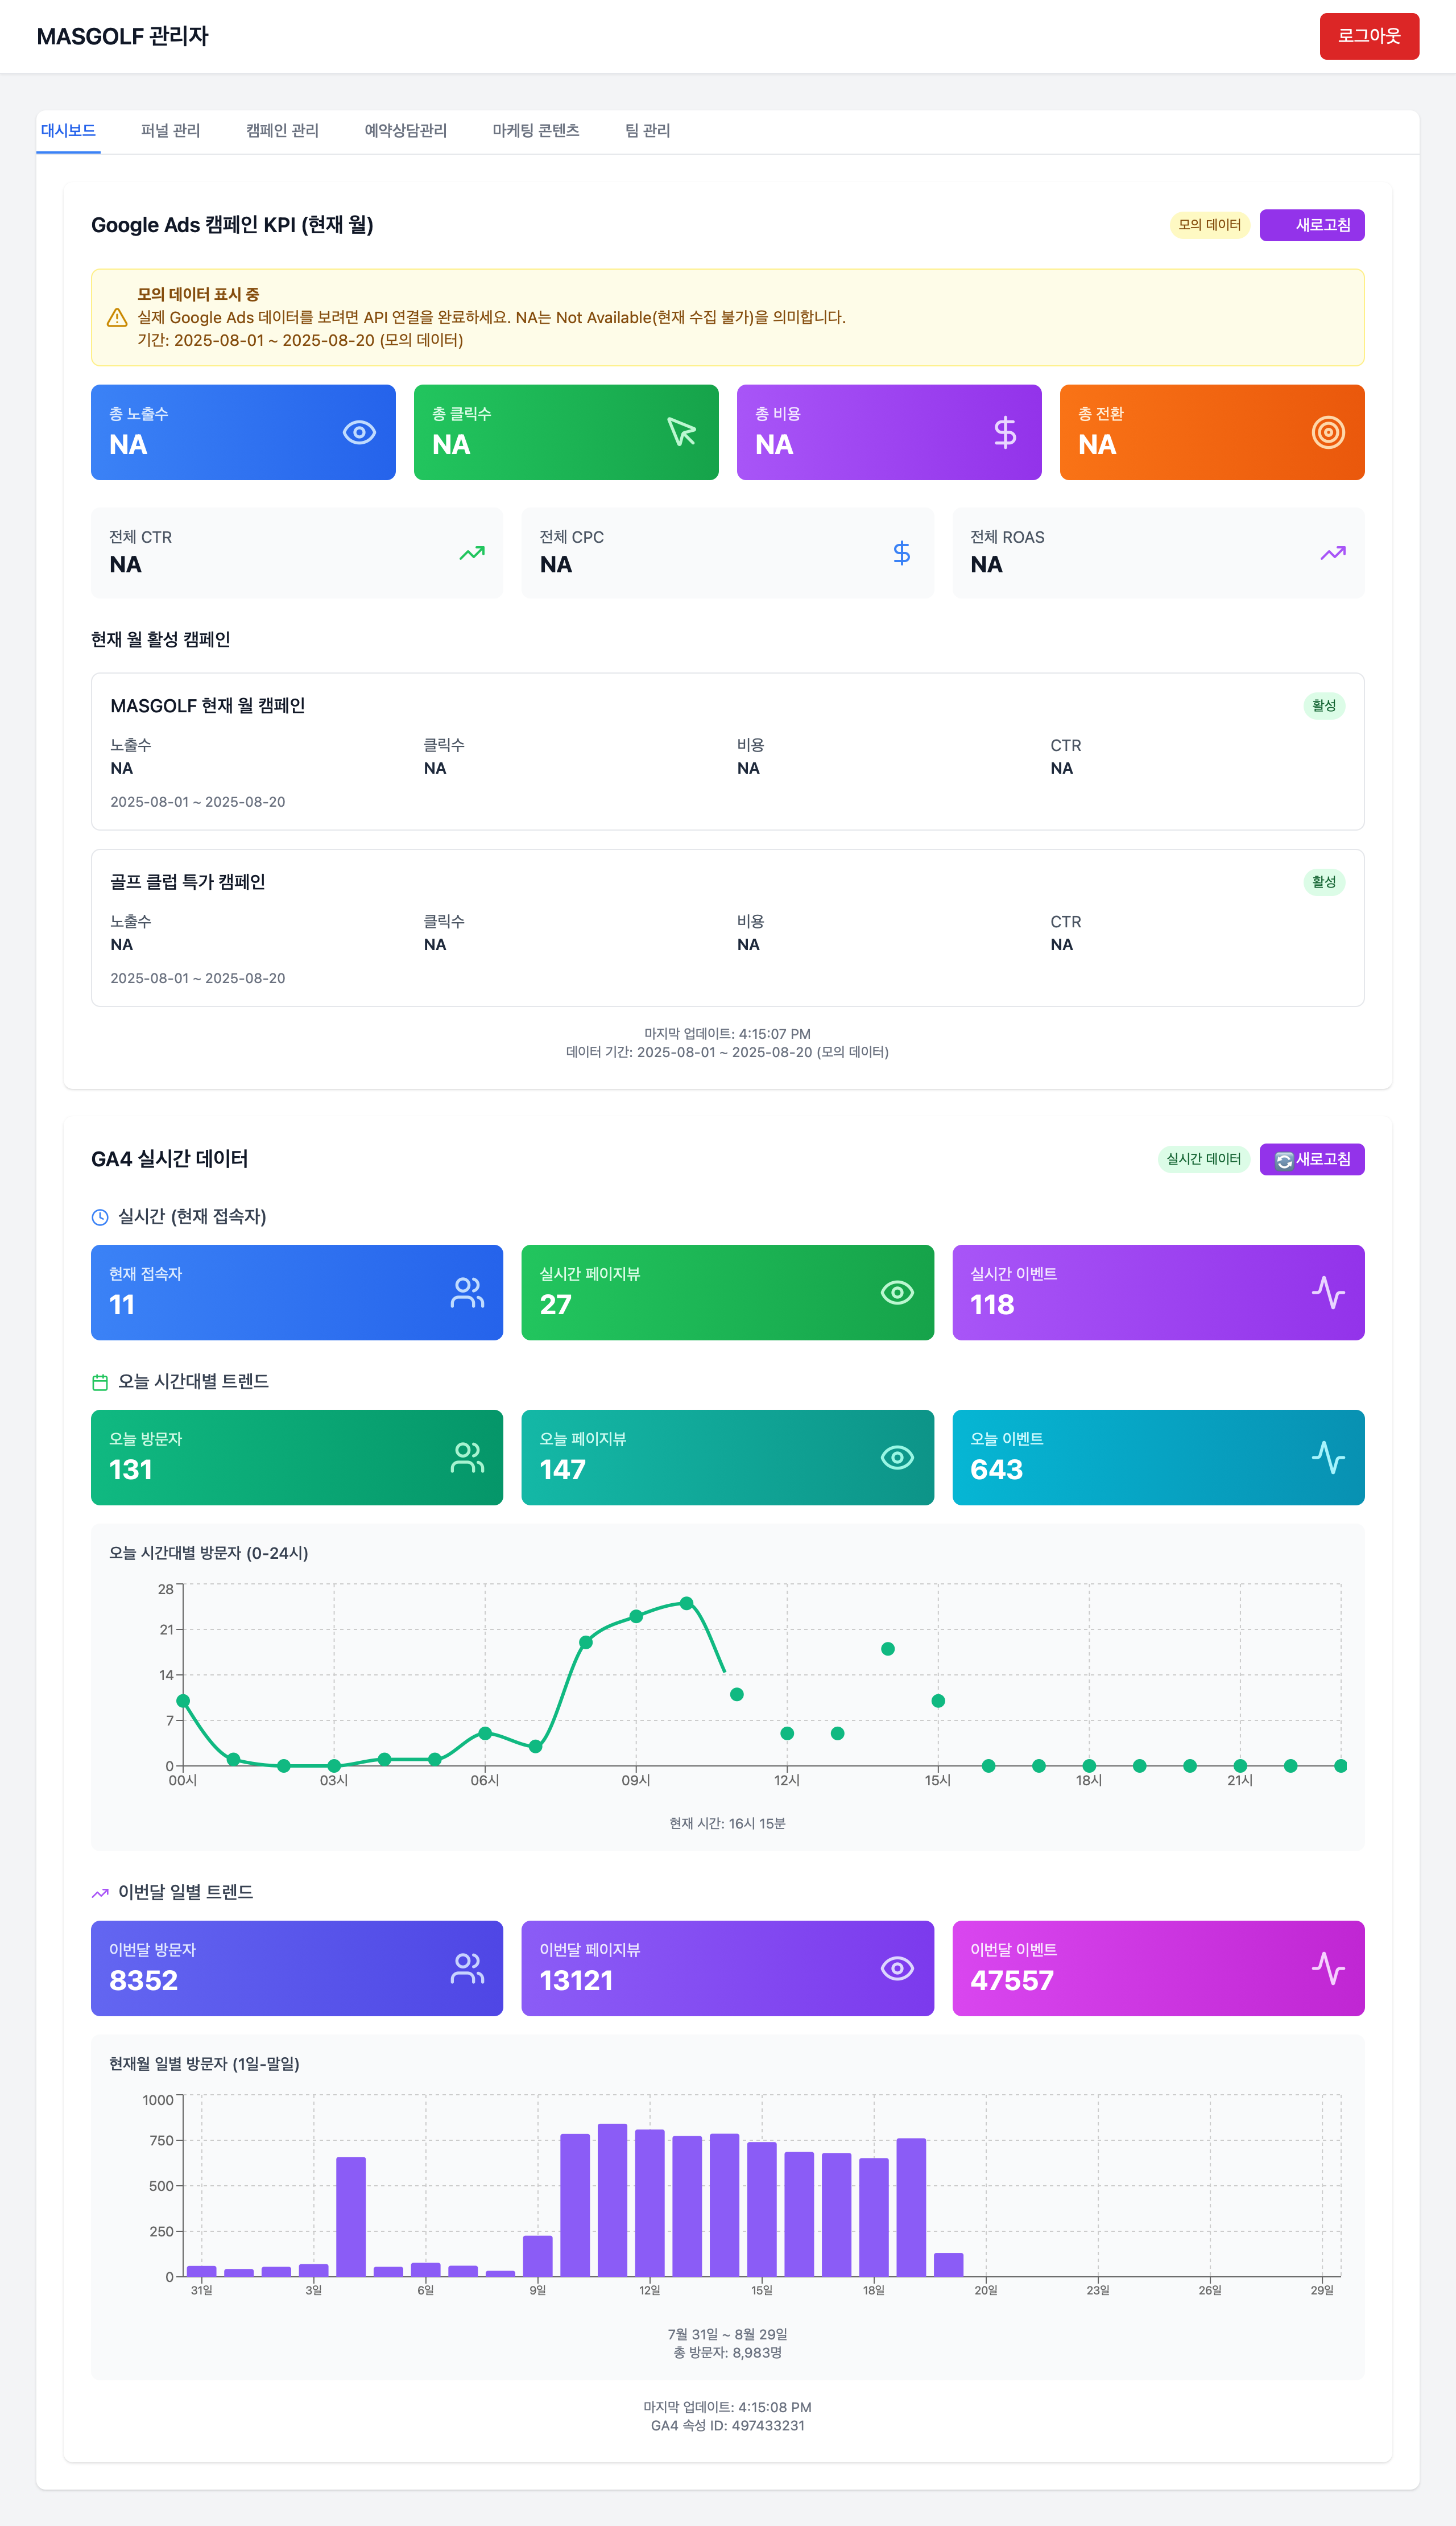 MASGOLF 관리자
로그아웃
대시보드 퍼널 관리 캠페인 관리 예약상담관리 마케팅 콘텐츠 팀 관리
Google Ads 캠페인 KPI (현재 월)
모의 데이터 새로고침
모의 데이터 표시 중
실제 Google Ads 데이터를 보려면 API 연결을 완료하세요. NA는 Not Available(현재 수집 불가)을 의미합니다.
기간: 2025-08-01 ~ 2025-08-20 (모의 데이터)
총 노출수
NA
총 클릭수
NA
총 비용
NA
총 전환
NA
전체 CTR
NA
전체 CPC
NA
전체 ROAS
NA
현재 월 활성 캠페인
MASGOLF 현재 월 캠페인
활성
노출수 클릭수 비용 CTR
NA NA NA NA
2025-08-01 ~ 2025-08-20
골프 클럽 특가 캠페인
활성
노출수 클릭수 비용 CTR
NA NA NA NA
2025-08-01 ~ 2025-08-20
마지막 업데이트: 4:15:07 PM
데이터 기간: 2025-08-01 ~ 2025-08-20 (모의 데이터)
GA4 실시간 데이터
실시간 데이터 새로고침
실시간 (현재 접속자)
현재 접속자
11
실시간 페이지뷰
27
실시간 이벤트
118
오늘 시간대별 트렌드
오늘 방문자
131
오늘 페이지뷰
147
오늘 이벤트
643
오늘 시간대별 방문자 (0-24시)
28
21
14
7
0
00시 03시 06시 09시 12시 15시 18시 21시
현재 시간: 16시 15분
이번달 일별 트렌드
이번달 방문자
8352
이번달 페이지뷰
13121
이번달 이벤트
47557
현재월 일별 방문자 (1일-말일)
1000
750
500
250
0
31일 3일 6일 9일 12일 15일 18일 20일 23일 26일 29일
7월 31일 ~ 8월 29일
총 방문자: 8,983명
마지막 업데이트: 4:15:08 PM
GA4 속성 ID: 497433231